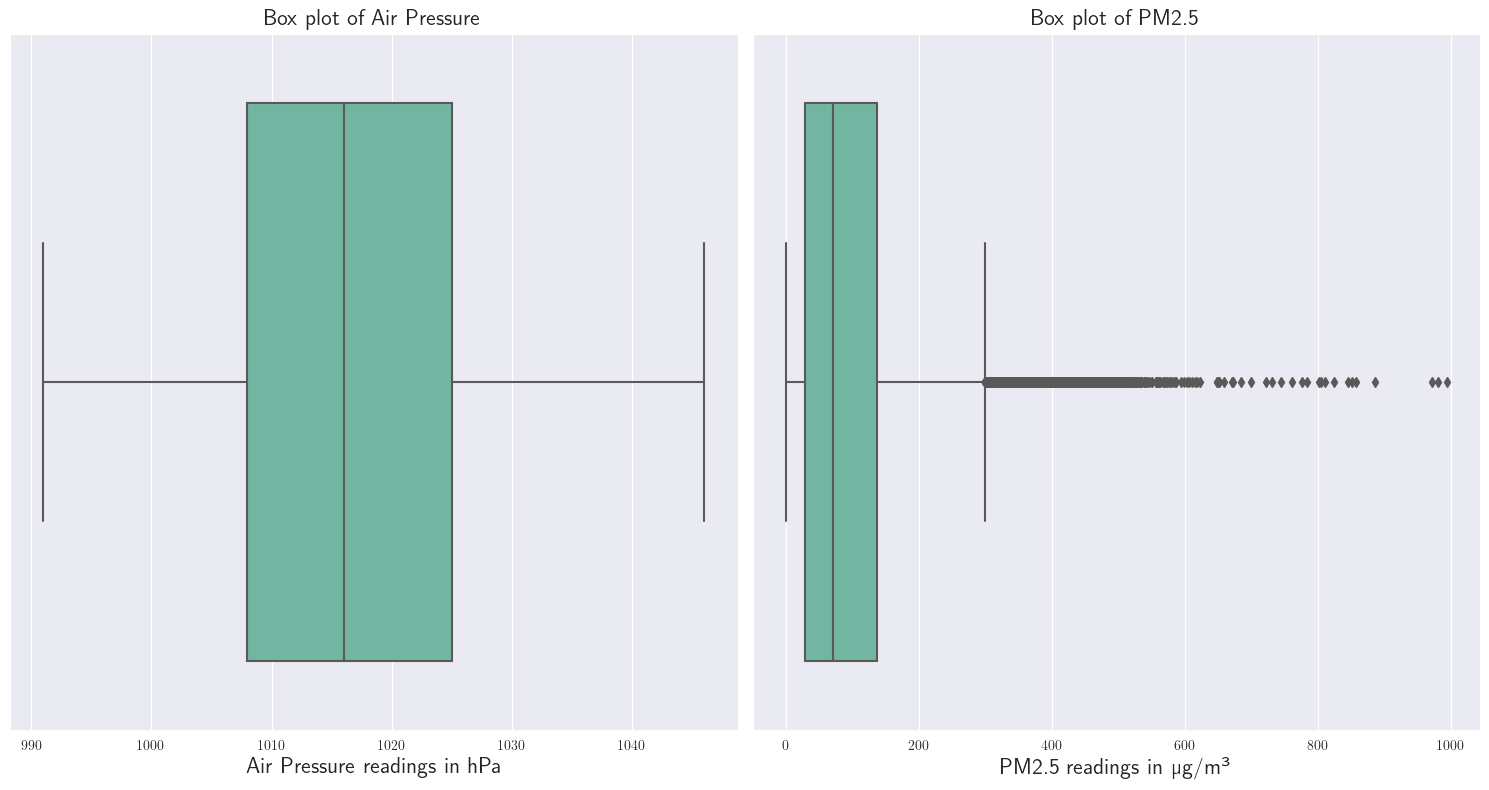 Box plot of Air Pressure
990 1000 1010 1020 1030 1040
Air Pressure readings in hPa
Box plot of PM2.5
0 200 400 600 800 1000
PM2.5 readings in µg/m³